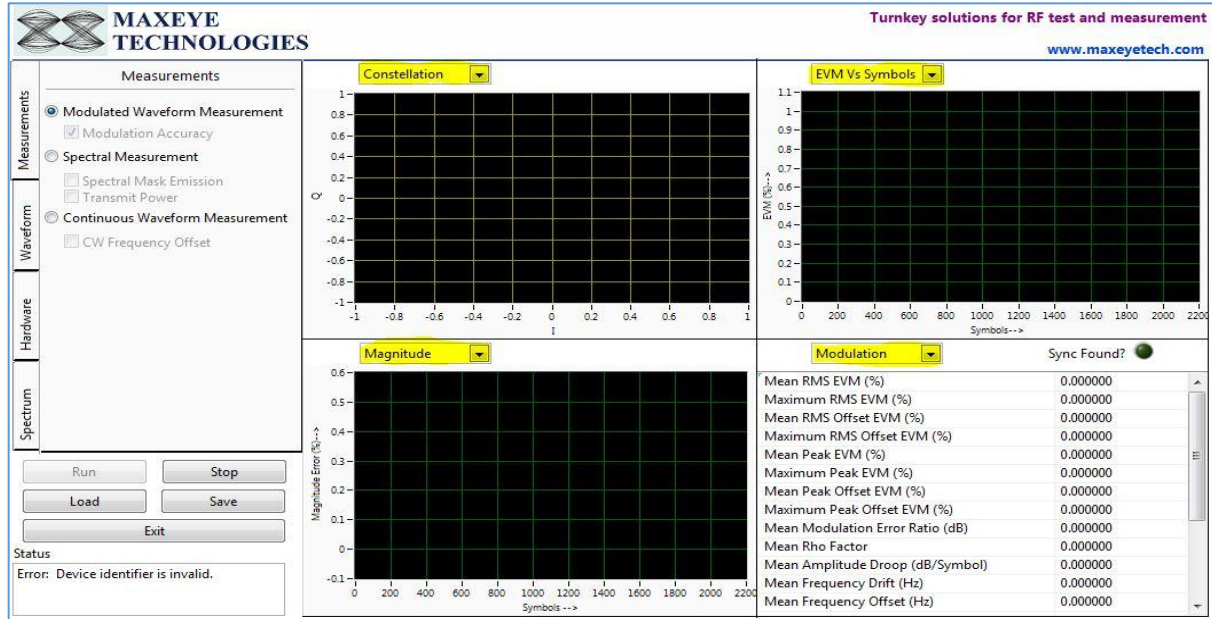 MAXEYE
TECHNOLOGIES
Turnkey solutions for RF test and measurement
www.maxeyetech.com
Measurements
Waveform
Hardware
Spectrum
Measurements
Modulated Waveform Measurement
Modulation Accuracy
Spectral Measurement
Spectral Mask Emission
Transmit Power
Continuous Waveform Measurement
CW Frequency Offset
Run
Stop
Load
Save
Exit
Status
Error: Device identifier is invalid.
Constellation
Q
1
0.8
0.6
0.4
0.2
0
-0.2
-0.4
-0.6
-0.8
-1
-1 -0.8 -0.6 -0.4 -0.2 0 0.2 0.4 0.6 0.8 1
I
EVM Vs Symbols
EVM (%)-->
1.1
1
0.9
0.8
0.7
0.6
0.5
0.4
0.3
0.2
0.1
0
0 200 400 600 800 1000 1200 1400 1600 1800 2000 2200
Symbols-->
Magnitude
Magnitude Error (%)-->
0.6
0.5
0.4
0.3
0.2
0.1
0
-0.1
0 200 400 600 800 1000 1200 1400 1600 1800 2000 2200
Symbols -->
Modulation
Sync Found?
Mean RMS EVM (%) 0.000000
Maximum RMS EVM (%) 0.000000
Mean RMS Offset EVM (%) 0.000000
Maximum RMS Offset EVM (%) 0.000000
Mean Peak EVM (%) 0.000000
Maximum Peak EVM (%) 0.000000
Mean Peak Offset EVM (%) 0.000000
Maximum Peak Offset EVM (%) 0.000000
Mean Modulation Error Ratio (dB) 0.000000
Mean Rho Factor 0.000000
Mean Amplitude Droop (dB/Symbol) 0.000000
Mean Frequency Drift (Hz) 0.000000
Mean Frequency Offset (Hz) 0.000000